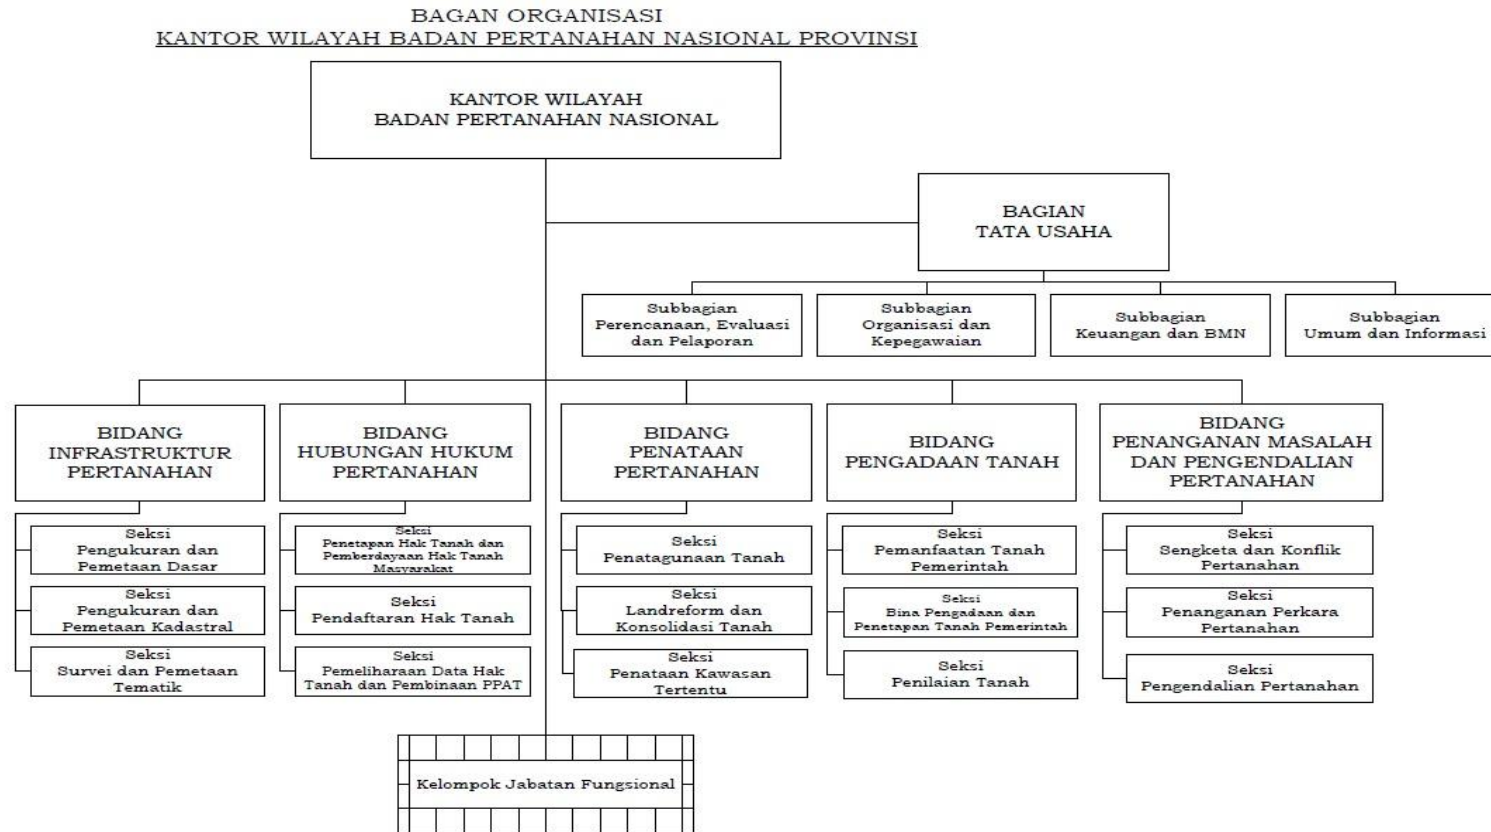 BAGAN ORGANISASI
KANTOR WILAYAH BADAN PERTANAHAN NASIONAL PROVINSI
KANTOR WILAYAH
BADAN PERTANAHAN NASIONAL
BAGIAN
TATA USAHA
Subbagian
Perencanaan, Evaluasi
dan Pelaporan
Subbagian
Organisasi dan
Kepegawaian
Subbagian
Keuangan dan BMN
Subbagian
Umum dan Informasi
BIDANG
INFRASTRUKTUR
PERTANAHAN
BIDANG
HUBUNGAN HUKUM
PERTANAHAN
BIDANG
PENATAAN
PERTANAHAN
BIDANG
PENGADAAN TANAH
BIDANG
PENANGANAN MASALAH
DAN PENGENDALIAN
PERTANAHAN
Seksi
Pengukuran dan
Pemetaan Dasar
Seksi
Pengukuran dan
Pemetaan Kadastral
Seksi
Survei dan Pemetaan
Tematik
Seksi
Penetapan Hak Tanah dan
Pemberdayaan Hak Tanah
Masyarakat
Seksi
Pendaftaran Hak Tanah
Seksi
Pemeliharaan Data Hak
Tanah dan Pembinaan PPAT
Seksi
Penatagunaan Tanah
Seksi
Landreform dan
Konsolidasi Tanah
Seksi
Penataan Kawasan
Tertentu
Seksi
Pemanfaatan Tanah
Pemerintah
Seksi
Bina Pengadaan dan
Penetapan Tanah Pemerintah
Seksi
Penilaian Tanah
Seksi
Sengketa dan Konflik
Pertanahan
Seksi
Penanganan Perkara
Pertanahan
Seksi
Pengendalian Pertanahan
Kelompok Jabatan Fungsional